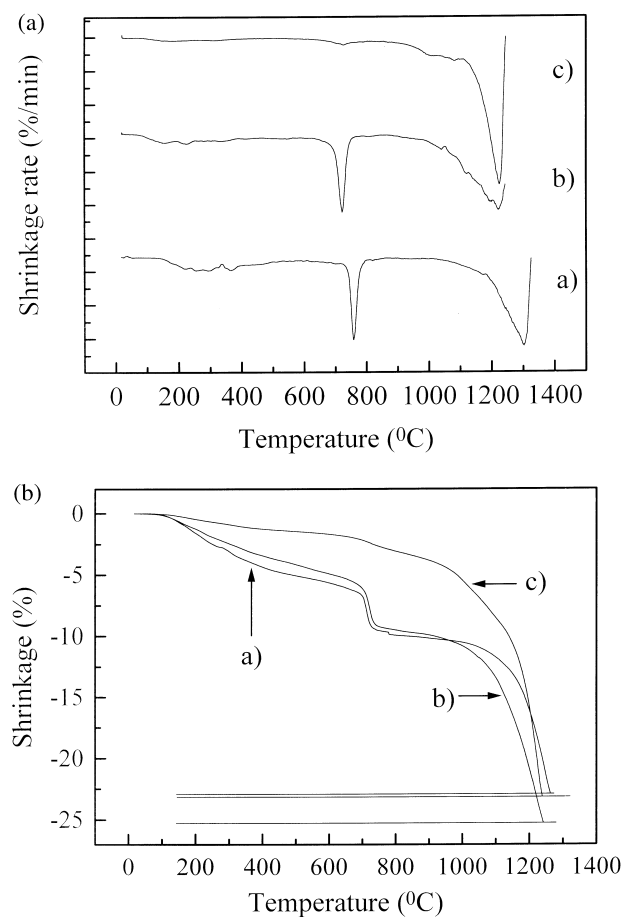 (a)
Shrinkage rate (%/min)
c)
b)
a)
0 200 400 600 800 1000 1200 1400
Temperature (⁰C)
(b)
Shrinkage (%)
0
-5
-10
-15
-20
-25
c)
a)
b)
0 200 400 600 800 1000 1200 1400
Temperature (⁰C)